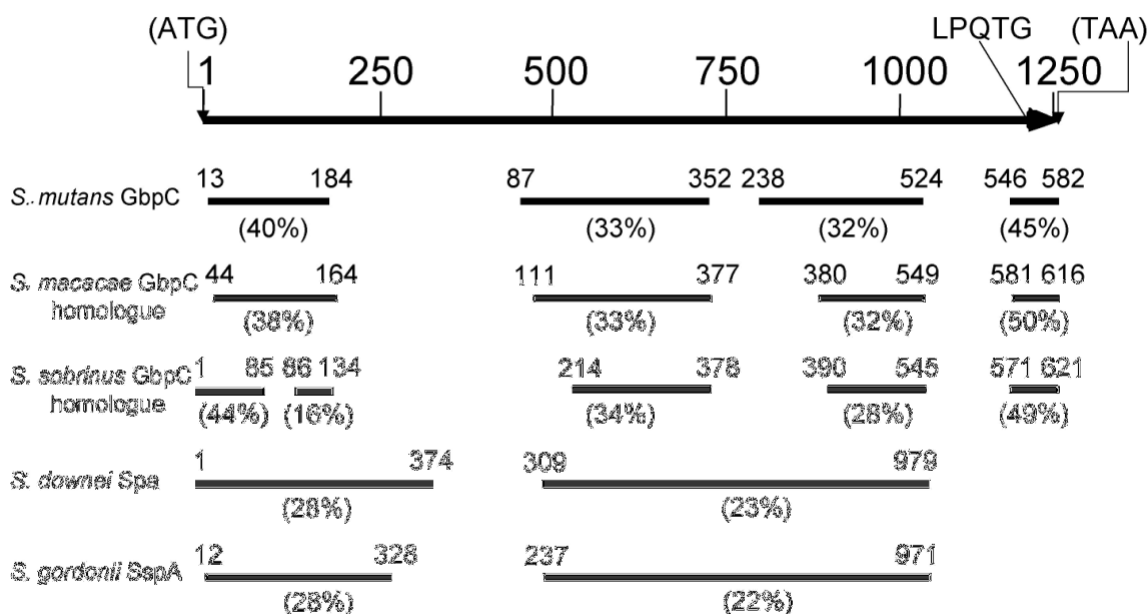 (ATG) LPQTG (TAA)
1 250 500 750 1000 1250
13 184 87 352 238 524 546 582
S. mutans GbpC
(40%) (33%) (32%) (45%)
44 164 111 377 380 549 581 616
S. macacae GbpC
homologue
(38%) (33%) (32%) (50%)
1 85 86 134 214 378 390 545 571 621
S. sobrinus GbpC
homologue
(44%) (16%) (34%) (28%) (49%)
1 374 309 979
S. downei Spa
(28%) (23%)
12 328 237 971
S. gordonii SspA
(28%) (22%)